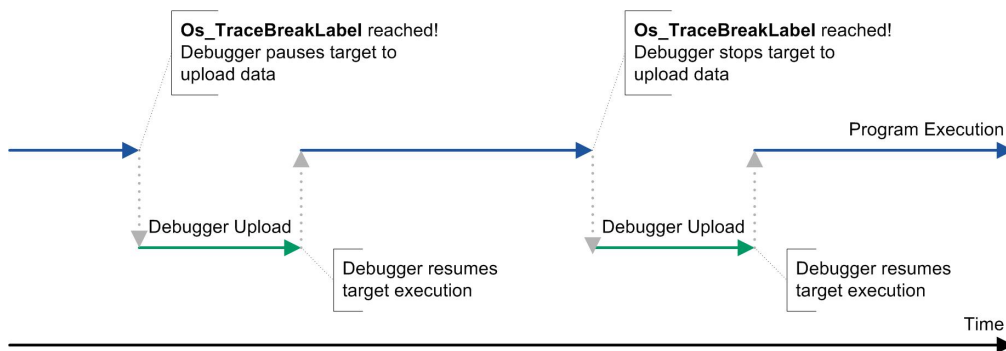 Os_TraceBreakLabel reached!
Debugger pauses target to
upload data
Os_TraceBreakLabel reached!
Debugger stops target to
upload data
Program Execution
Debugger Upload
Debugger Upload
Debugger resumes
target execution
Debugger resumes
target execution
Time